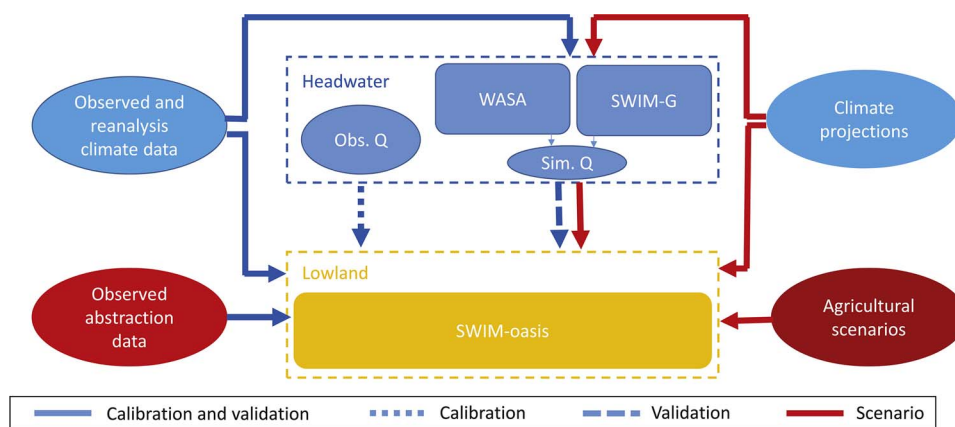 Headwater
WASA
SWIM-G
Observed and
reanalysis
climate data
Obs. Q
Sim. Q
Climate
projections
Lowland
SWIM-oasis
Observed
abstraction
data
Agricultural
scenarios
Calibration and validation
Calibration
Validation
Scenario